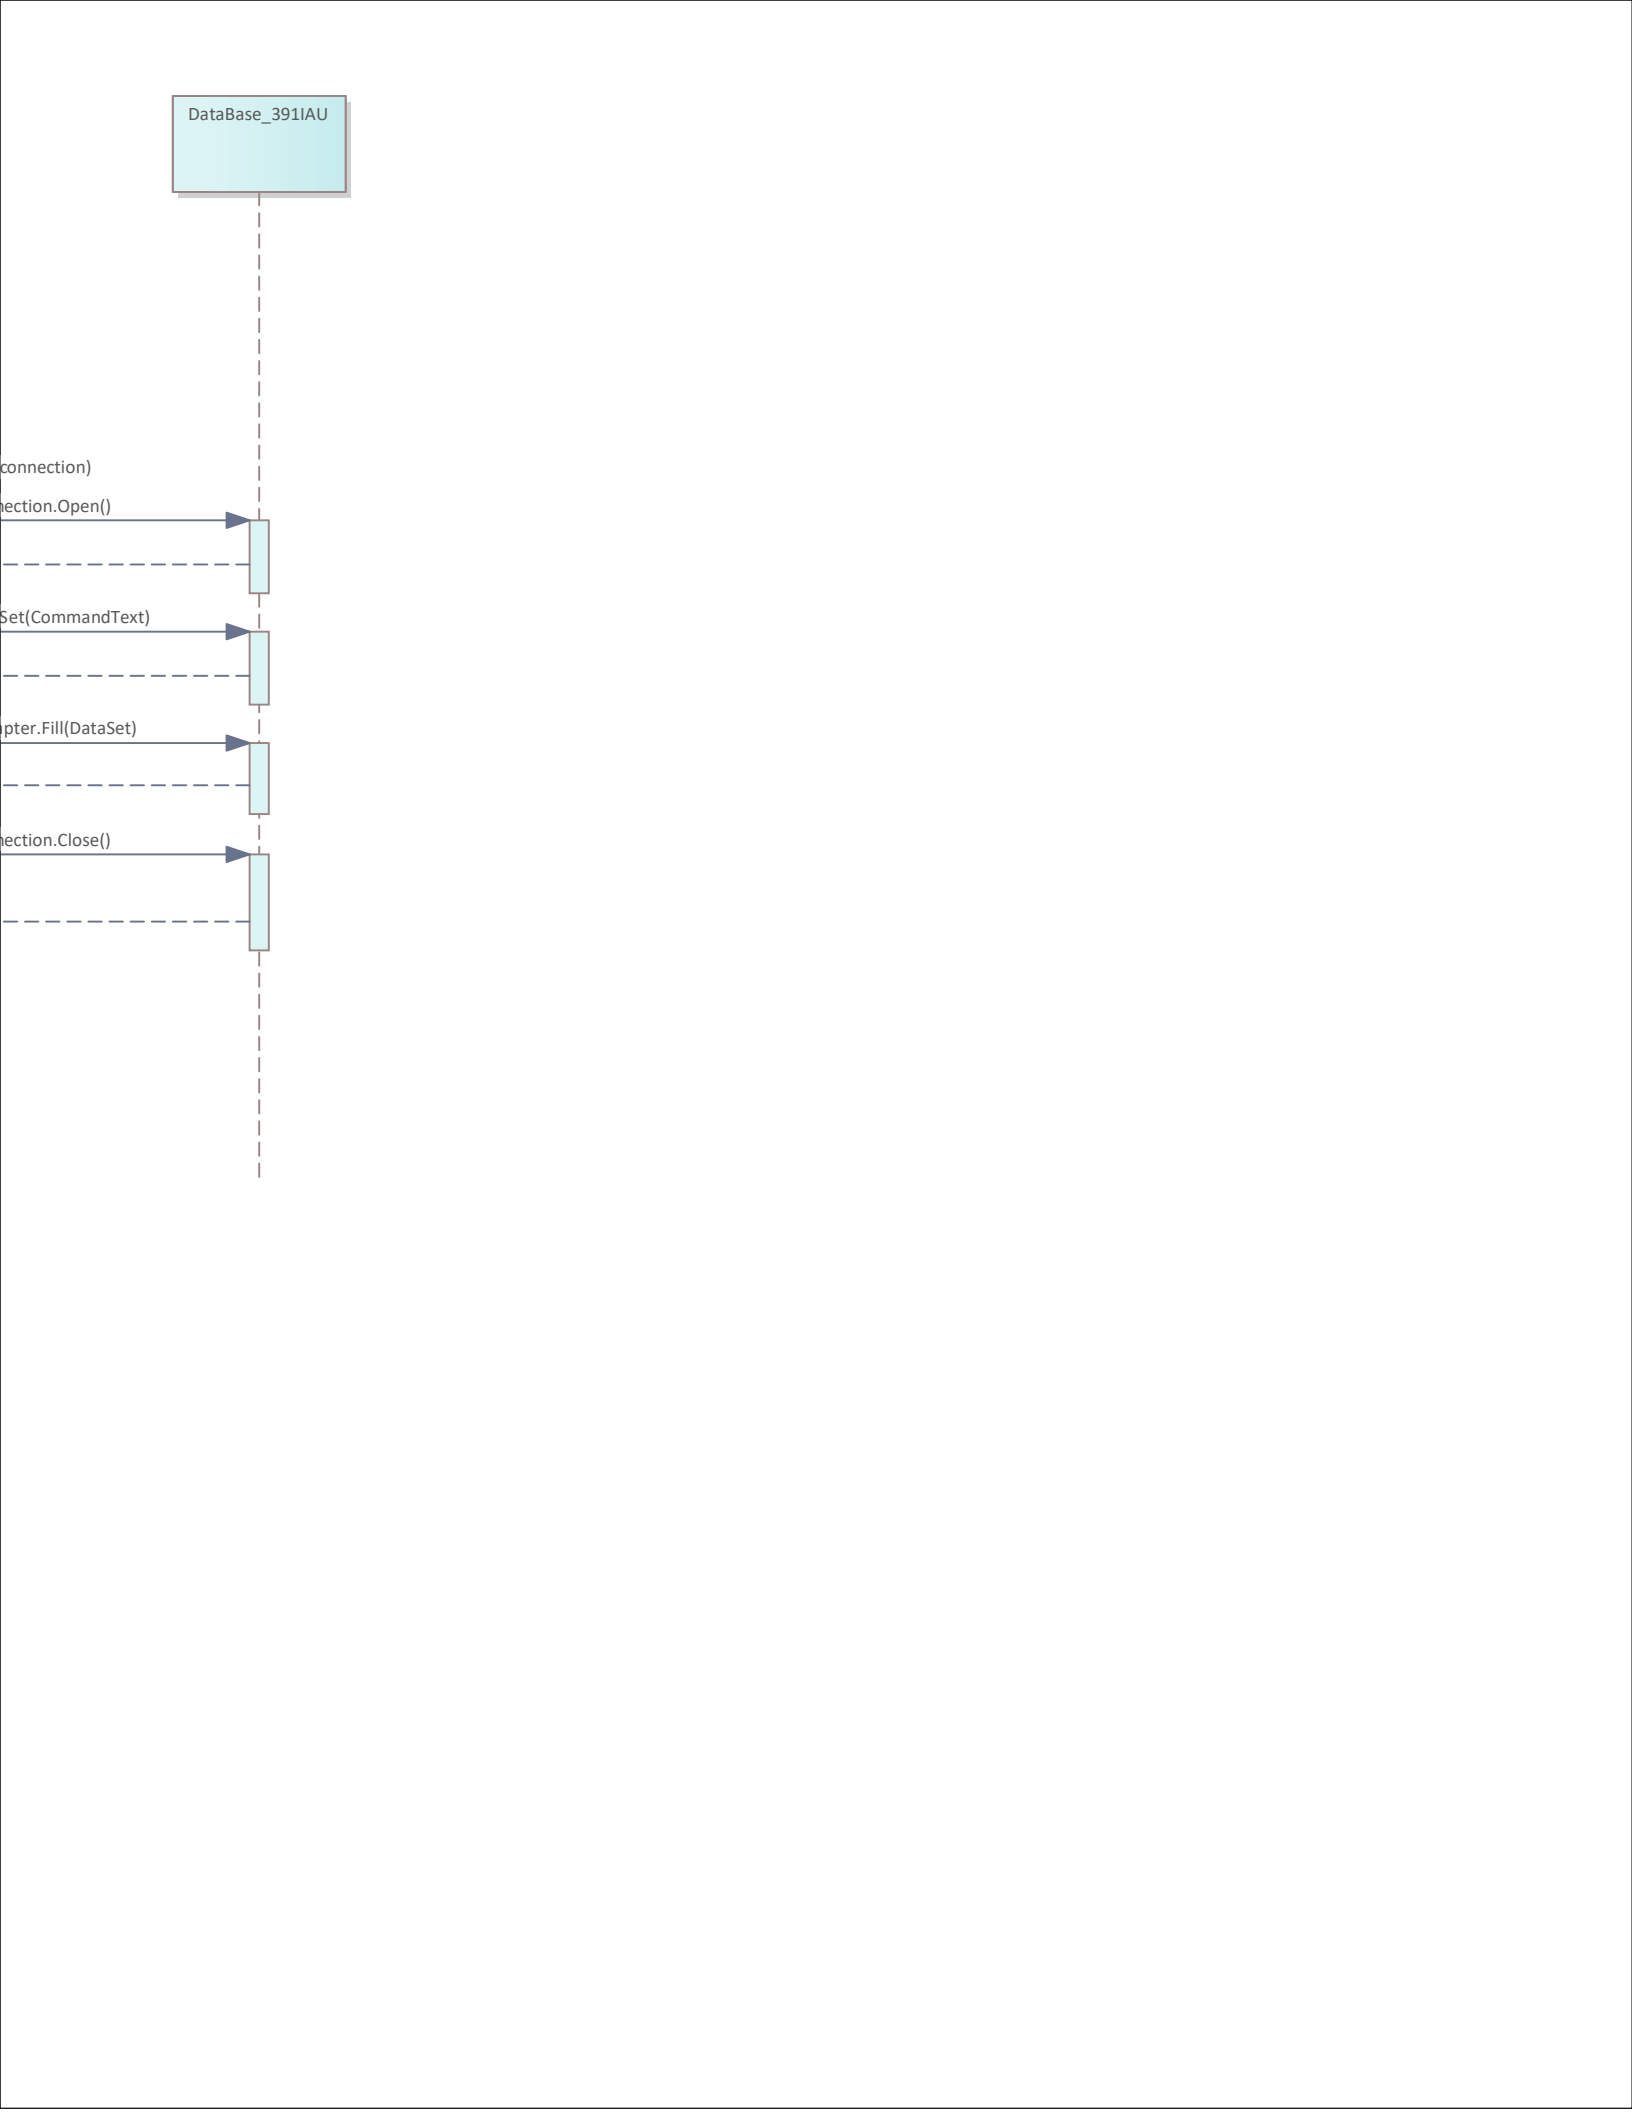 DataBase_391IAU
connection)
nection.Open()
Set(CommandText)
apter.Fill(DataSet)
nection.Close()